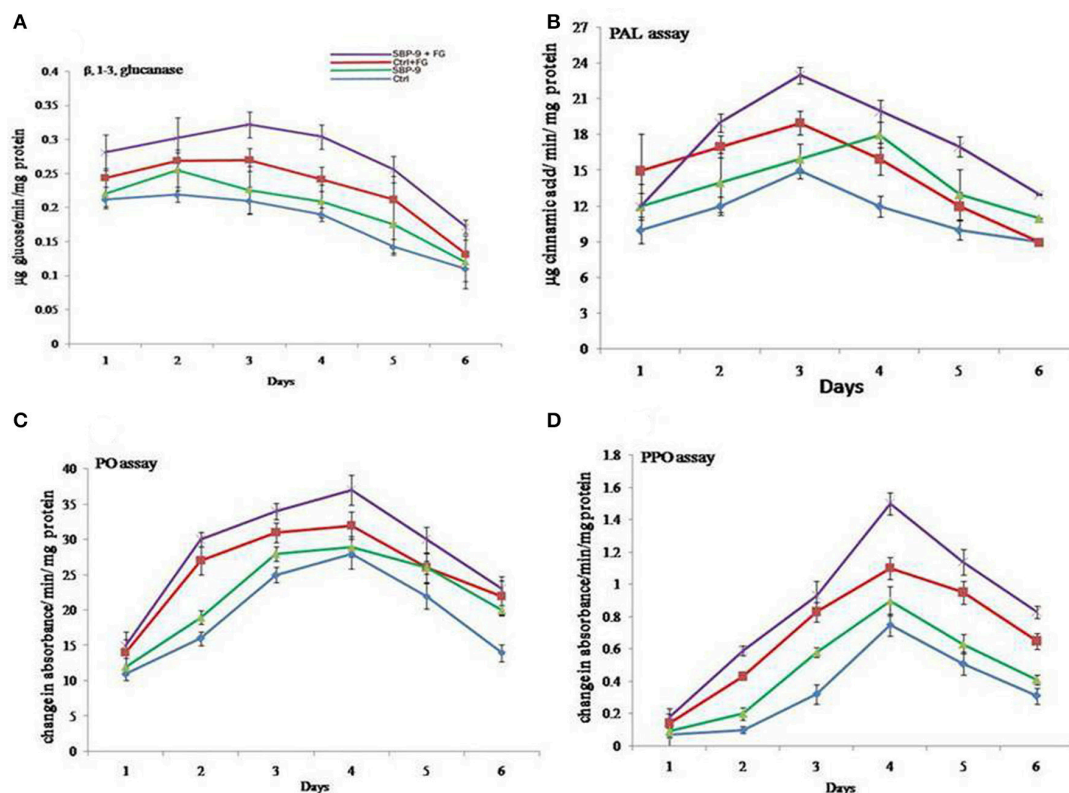 A
β, 1-3, glucanase
SBP-9 + FG
Ctrl+FG
SBP-9
Ctrl
µg glucose/min/mg protein
0.4
0.35
0.3
0.25
0.2
0.15
0.1
0.05
0
1 2 3 4 5 6
Days
B
PAL assay
µg cinnamic acid/ min/ mg protein
27
24
21
18
15
12
9
6
3
0
1 2 3 4 5 6
Days
C
PO assay
change in absorbance/ min/ mg protein
40
35
30
25
20
15
10
5
0
1 2 3 4 5 6
Days
D
PPO assay
change in absorbance/min/mg protein
1.8
1.6
1.4
1.2
1
0.8
0.6
0.4
0.2
0
1 2 3 4 5 6
Days